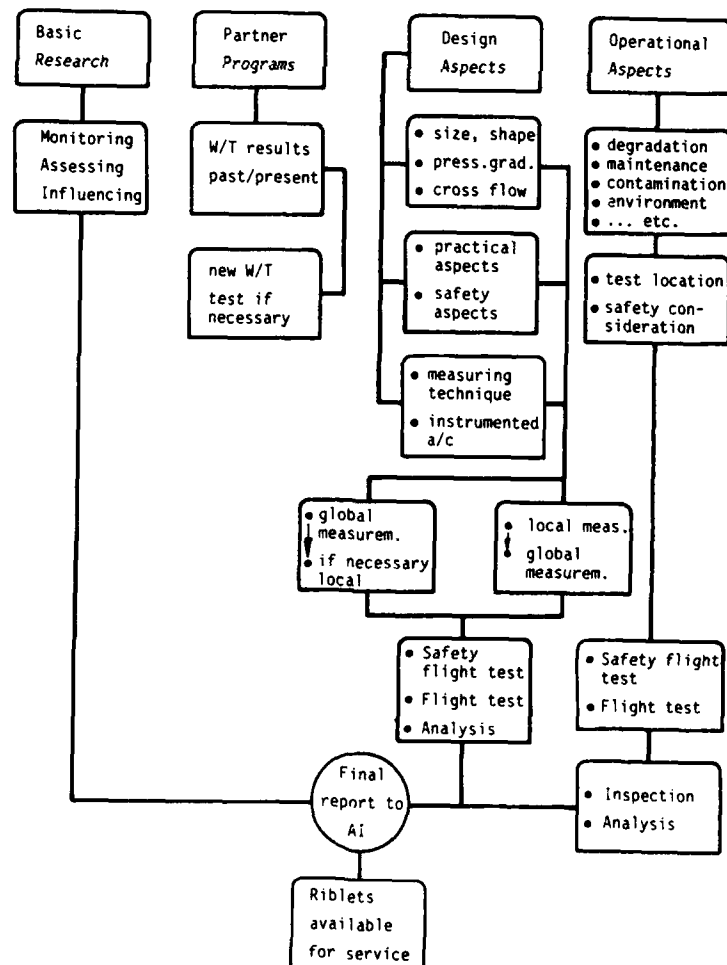 Basic
Research
Partner
Programs
Design
Aspects
Operational
Aspects
Monitoring
Assessing
Influencing
W/T results
past/present
• size, shape
• press.grad.
• cross flow
• degradation
• maintenance
• contamination
• environment
• ... etc.
new W/T
test if
necessary
• practical
aspects
• safety
aspects
• test location
• safety con-
sideration
• measuring
technique
• instrumented
a/c
• global
measurem.
• if necessary
local
• local meas.
• global
measurem.
• Safety
flight test
• Flight test
• Analysis
• Safety flight
test
• Flight test
Final
report to
AI
• Inspection
• Analysis
Riblets
available
for service